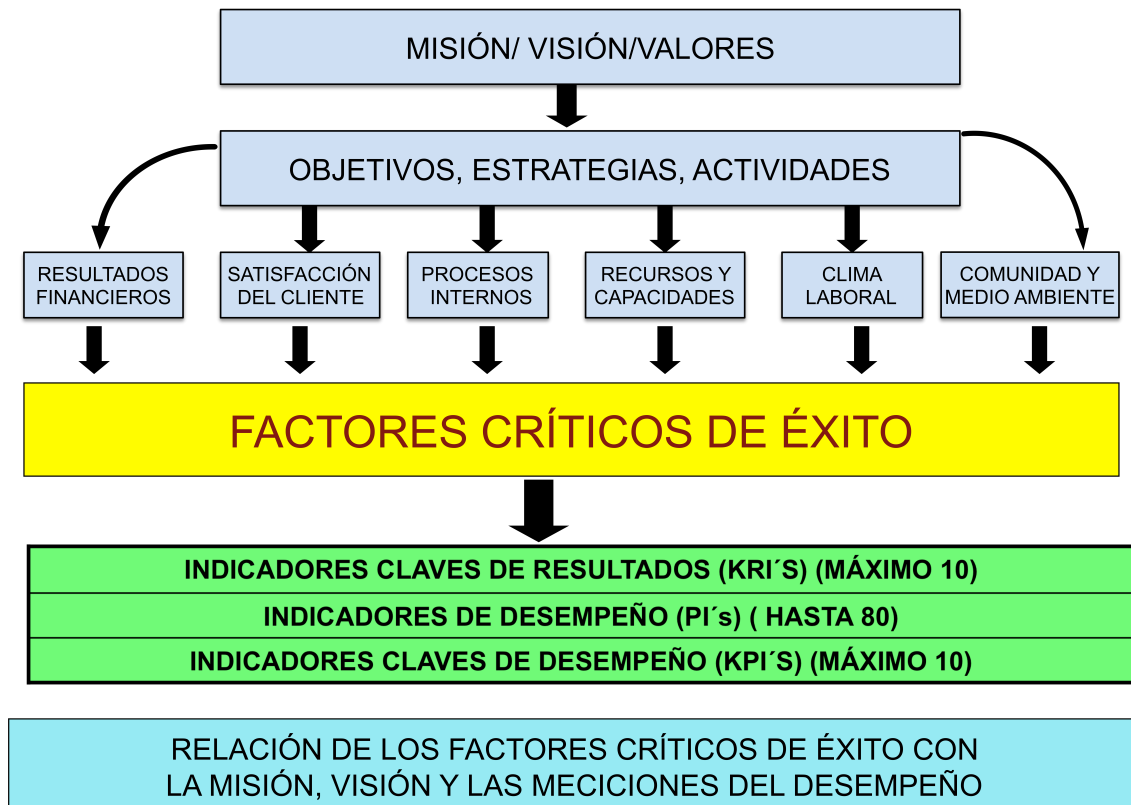 MISIÓN/ VISIÓN/VALORES
OBJETIVOS, ESTRATEGIAS, ACTIVIDADES
RESULTADOS
FINANCIEROS
SATISFACCIÓN
DEL CLIENTE
PROCESOS
INTERNOS
RECURSOS Y
CAPACIDADES
CLIMA
LABORAL
COMUNIDAD Y
MEDIO AMBIENTE
FACTORES CRÍTICOS DE ÉXITO
INDICADORES CLAVES DE RESULTADOS (KRI´S) (MÁXIMO 10)
INDICADORES DE DESEMPEÑO (PI´s) ( HASTA 80)
INDICADORES CLAVES DE DESEMPEÑO (KPI´S) (MÁXIMO 10)
RELACIÓN DE LOS FACTORES CRÍTICOS DE ÉXITO CON
LA MISIÓN, VISIÓN Y LAS MECICIONES DEL DESEMPEÑO